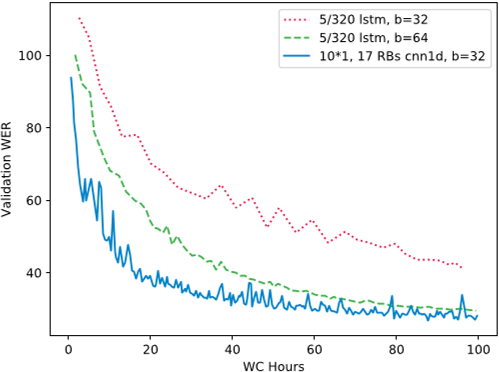 5/320 lstm, b=32
5/320 lstm, b=64
10*1, 17 RBs cnn1d, b=32
100
80
60
40
Validation WER
0 20 40 60 80 100
WC Hours